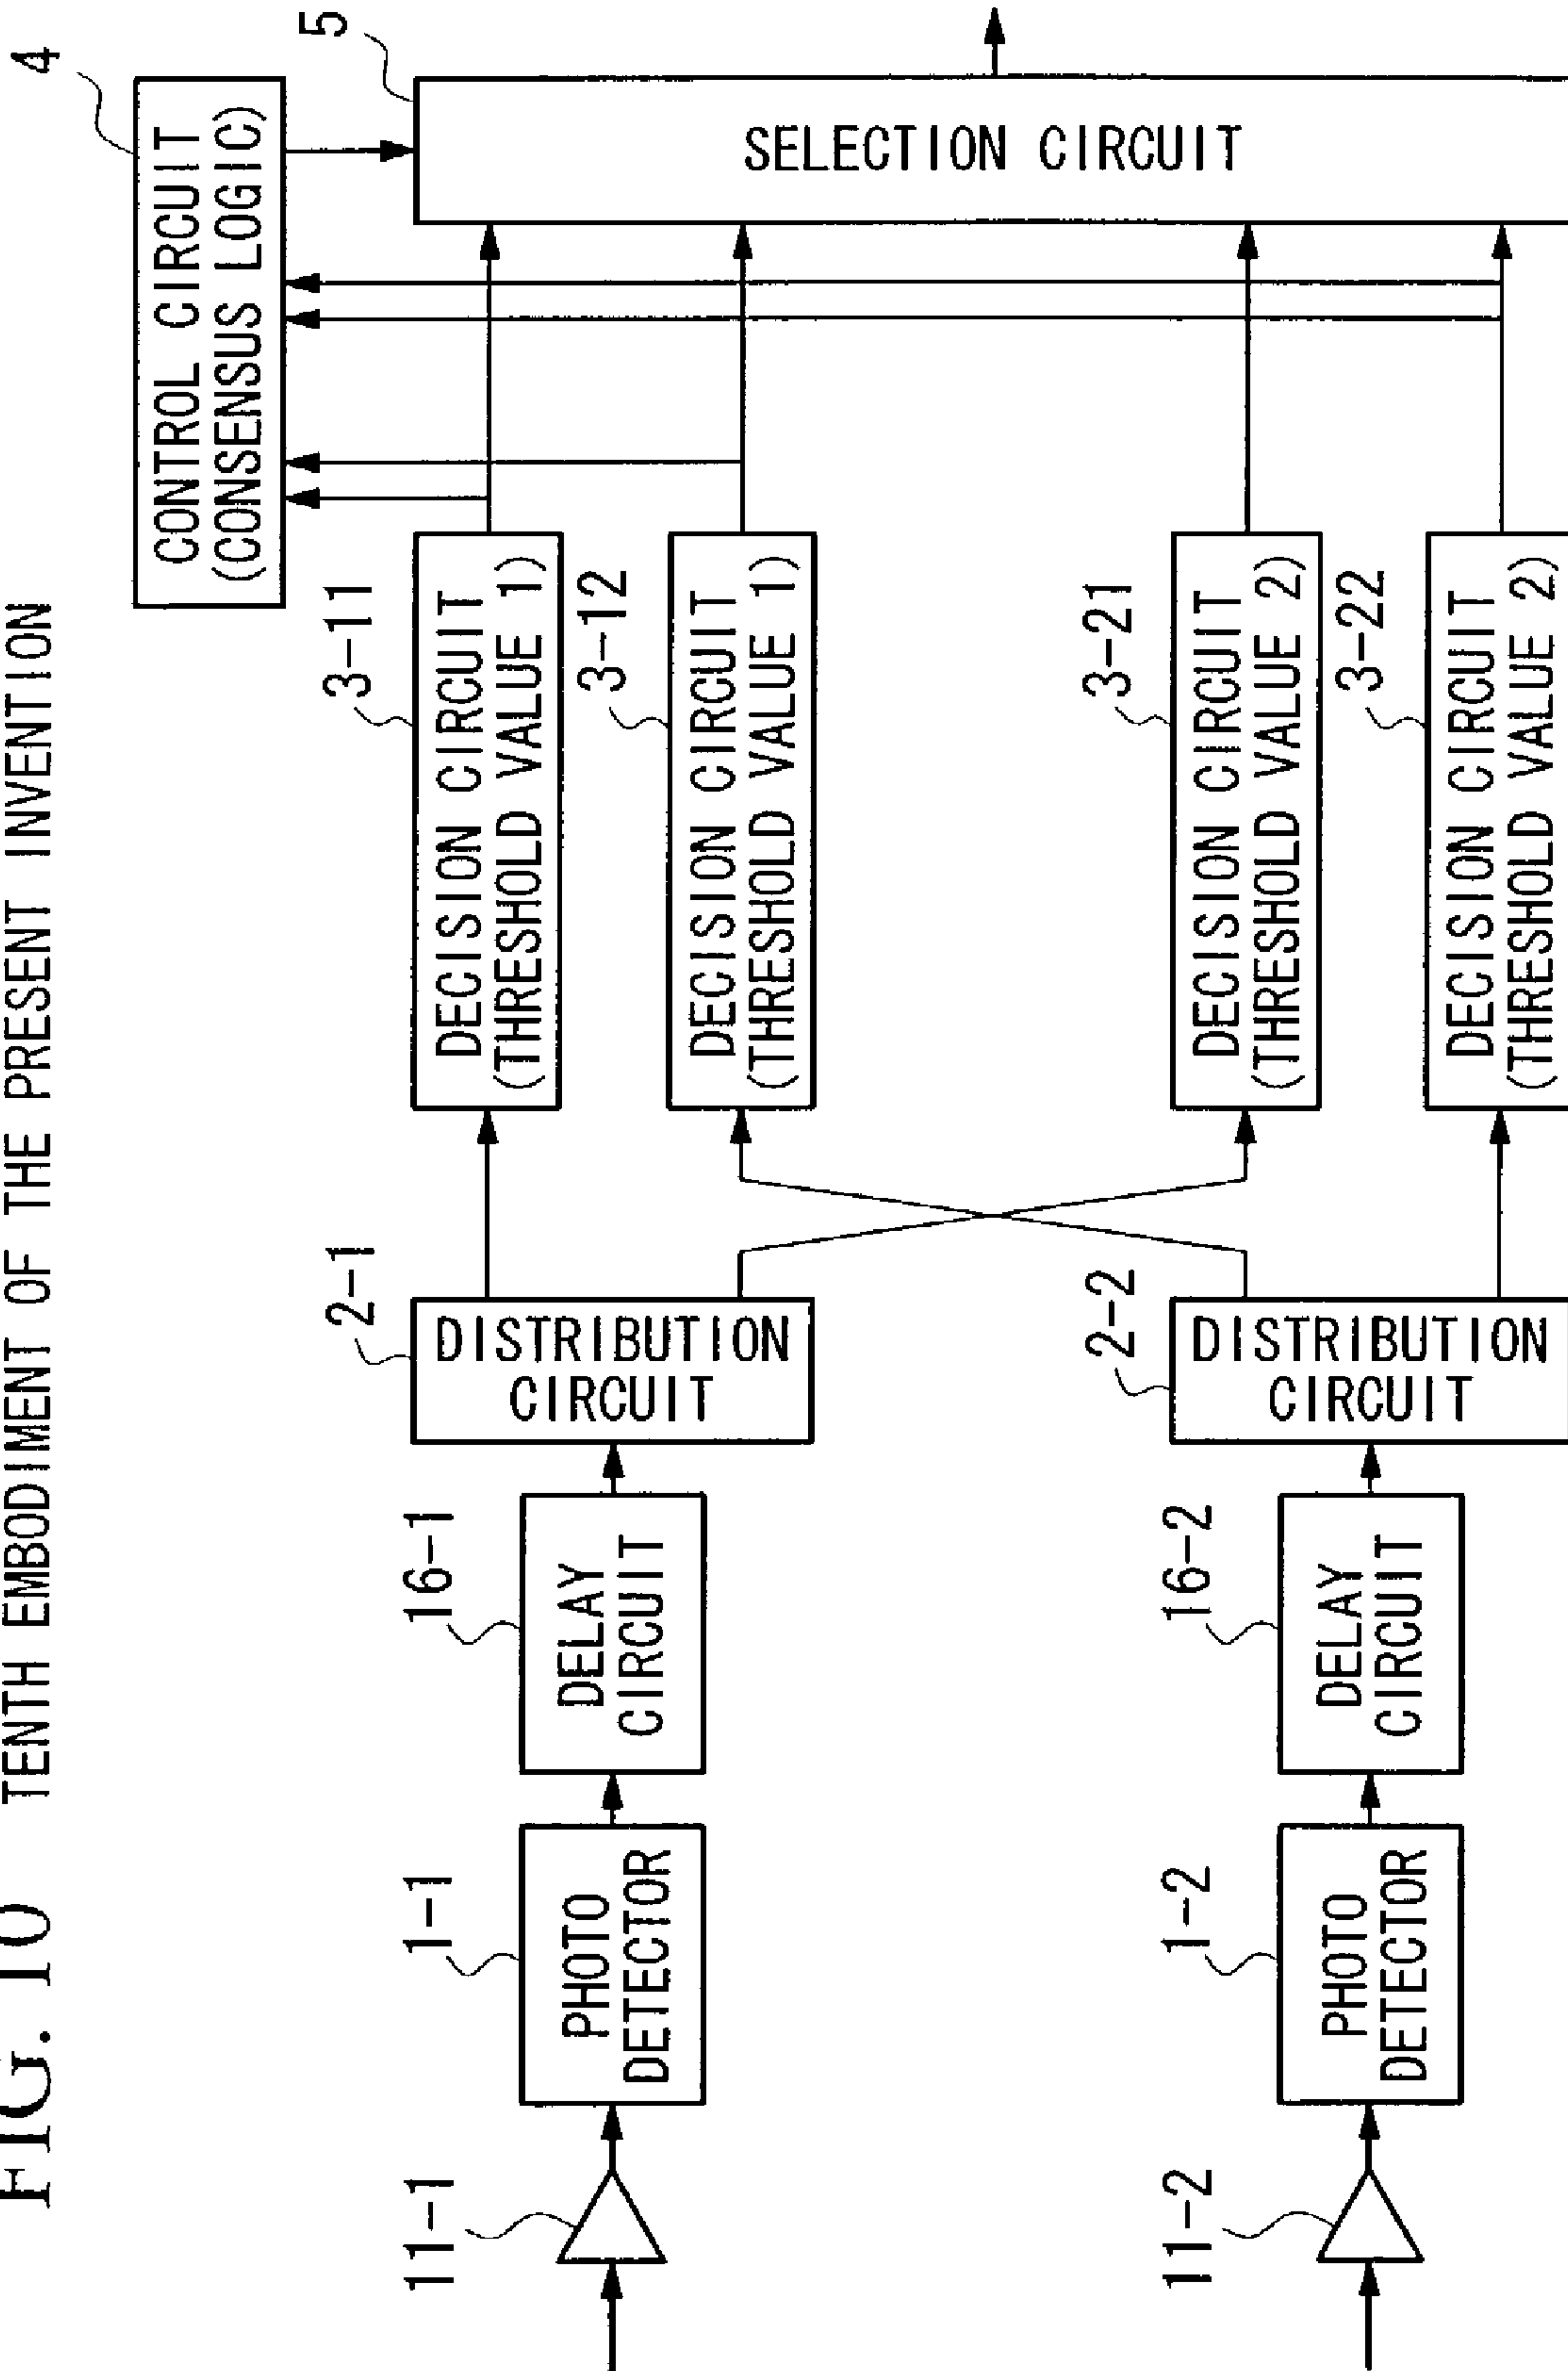 FIG. 10 TENTH EMBODIMENT OF THE PRESENT INVENTION
4
CONTROL CIRCUIT
(CONSENSUS LOGIC)
5
SELECTION CIRCUIT
11-1
1-1
PHOTO
DETECTOR
16-1
DELAY
CIRCUIT
2-1
DISTRIBUTION
CIRCUIT
3-11
DECISION CIRCUIT
(THRESHOLD VALUE 1)
3-12
DECISION CIRCUIT
(THRESHOLD VALUE 1)
11-2
1-2
PHOTO
DETECTOR
16-2
DELAY
CIRCUIT
2-2
DISTRIBUTION
CIRCUIT
3-21
DECISION CIRCUIT
(THRESHOLD VALUE 2)
3-22
DECISION CIRCUIT
(THRESHOLD VALUE 2)